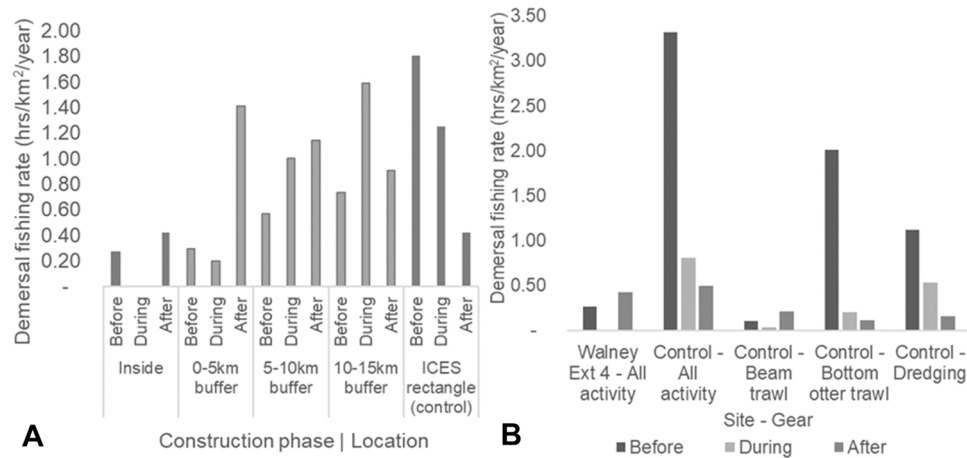 Demersal fishing rate (hrs/km²/year)
2.00
1.80
1.60
1.40
1.20
1.00
0.80
0.60
0.40
0.20
-
Before
During
After
Before
During
After
Before
During
After
Before
During
After
Before
During
After
Inside
0-5km
buffer
5-10km
buffer
10-15km
buffer
ICES
rectangle
(control)
A
Construction phase | Location
Demersal fishing rate (hrs/km²/year)
3.50
3.00
2.50
2.00
1.50
1.00
0.50
-
Walney
Ext 4 - All
activity
Control -
All
activity
Control -
Beam
trawl
Control -
Bottom
otter trawl
Control -
Dredging
Site - Gear
B
Before
During
After